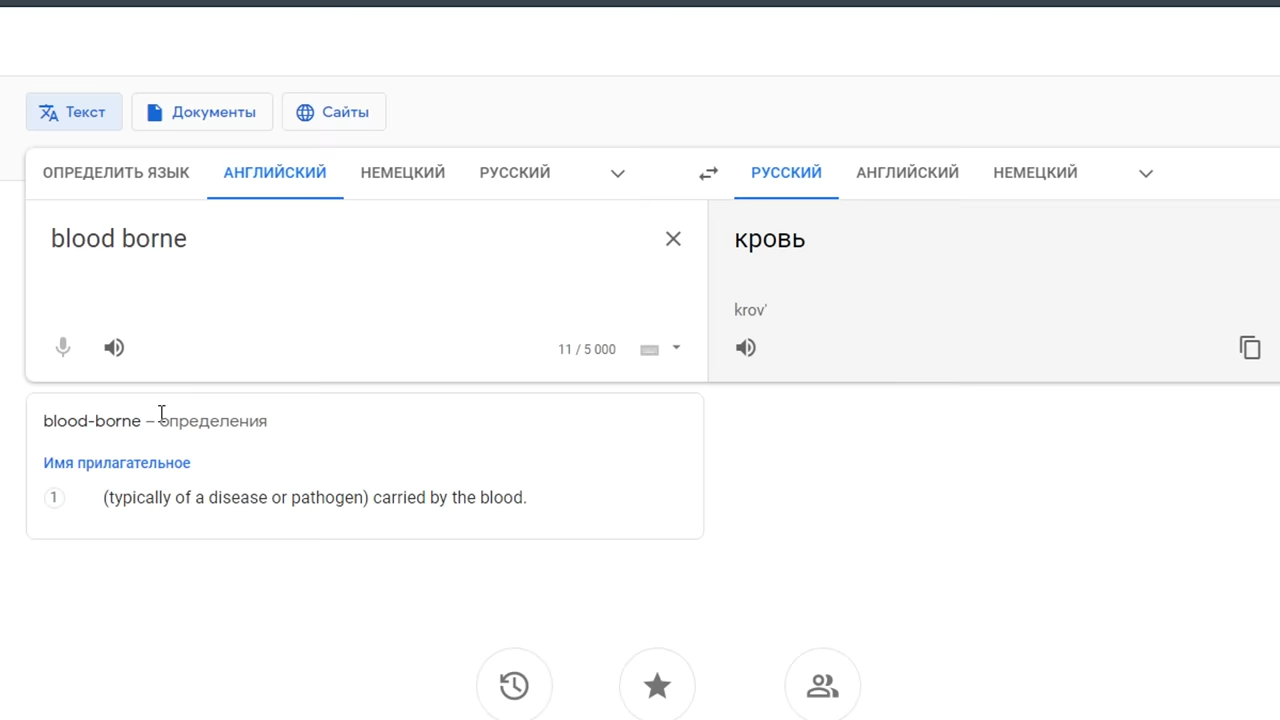 Текст
Документы
Сайты
ОПРЕДЕЛИТЬ ЯЗЫК АНГЛИЙСКИЙ НЕМЕЦКИЙ РУССКИЙ
РУССКИЙ АНГЛИЙСКИЙ НЕМЕЦКИЙ
blood borne
11 / 5 000
кровь
krov'
blood-borne – определения
Имя прилагательное
1 (typically of a disease or pathogen) carried by the blood.